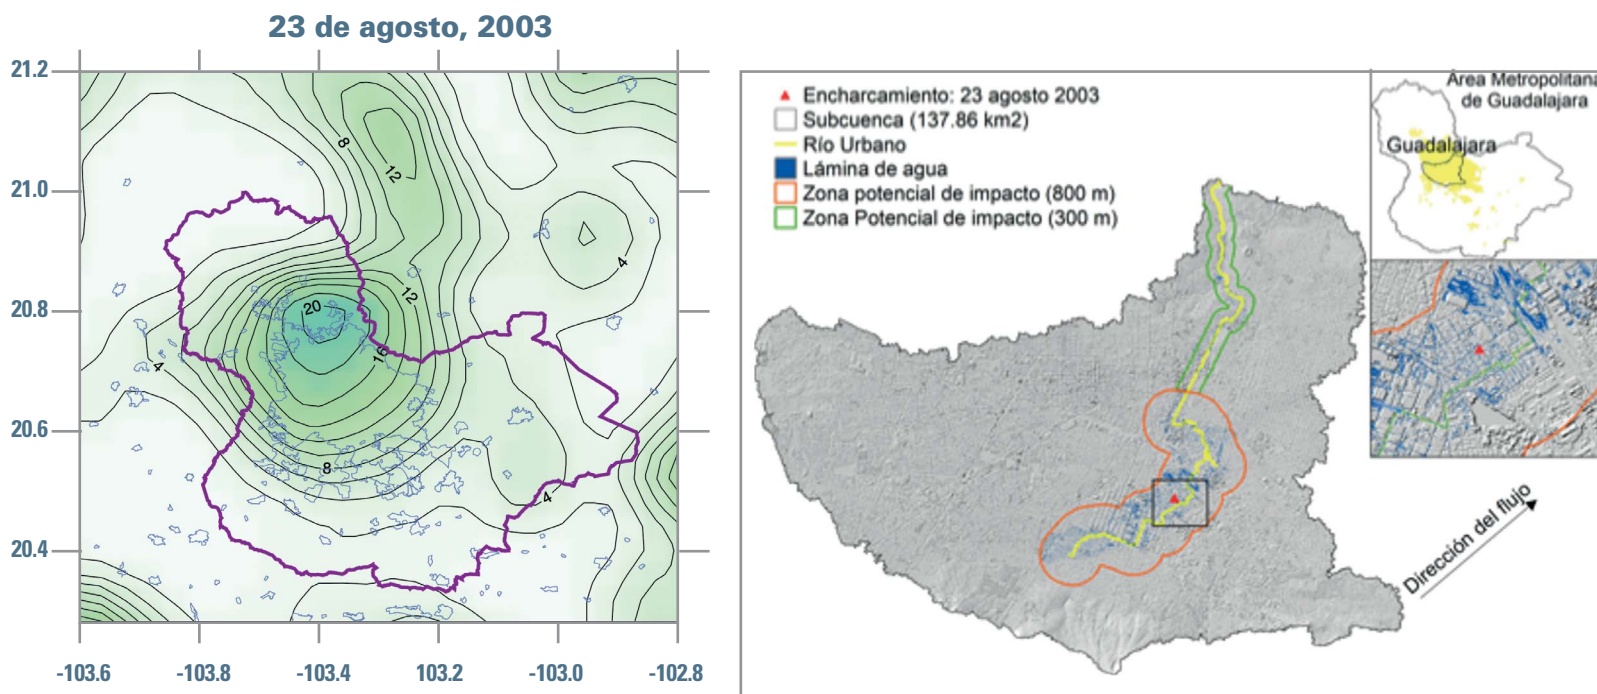 23 de agosto, 2003
21.2
21.0
20.8
20.6
20.4
-103.6
-103.8
-103.4
103.2
-103.0
-102.8
8
12
4
12
20
16
4
8
4
Encharcamiento: 23 agosto 2003
Subcuenca (137.86 km2)
Río Urbano
Lámina de agua
Zona potencial de impacto (800 m)
Zona Potencial de impacto (300 m)
Área Metropolitana
de Guadalajara
Guadalajara
Dirección del flujo